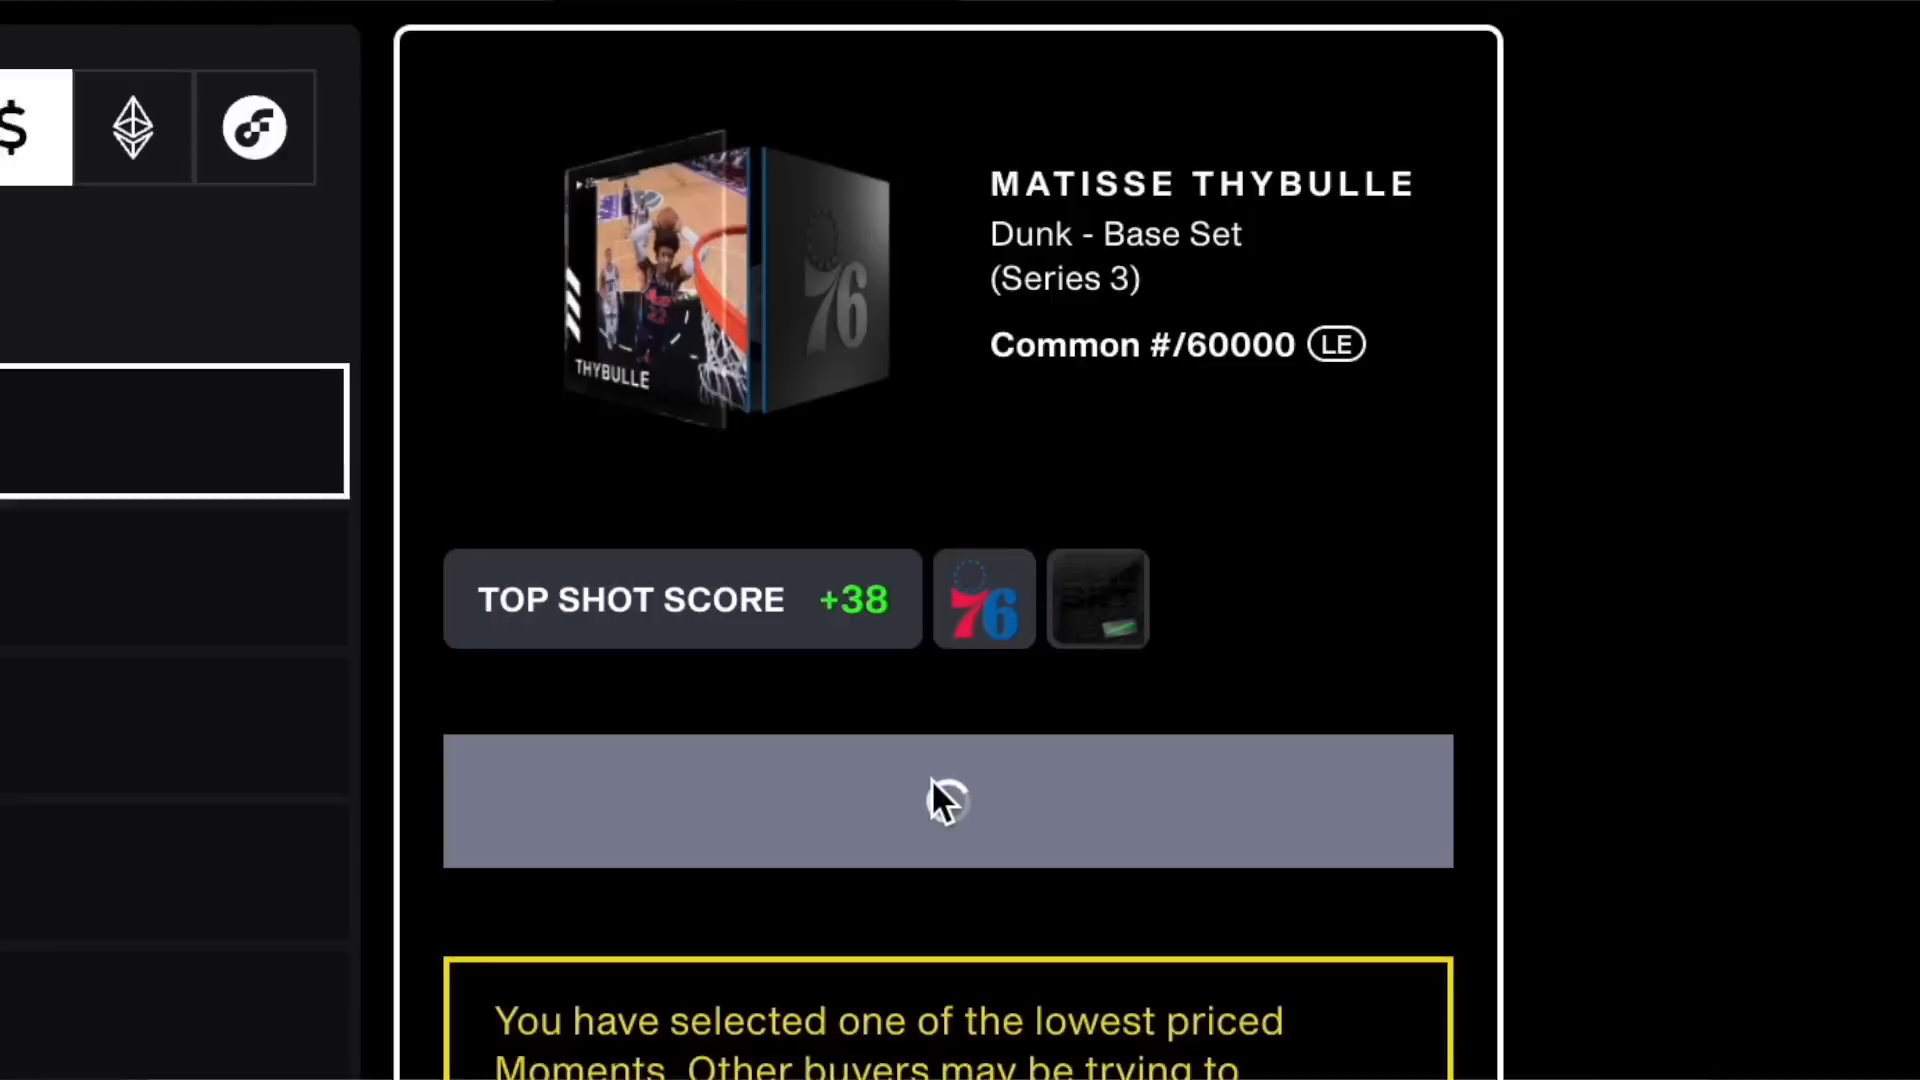 $
MATISSE THYBULLE
Dunk - Base Set
(Series 3)
Common #/60000 LE
THYBULLE
76
TOP SHOT SCORE +38
76
You have selected one of the lowest priced
Moments. Other buyers may be trying to